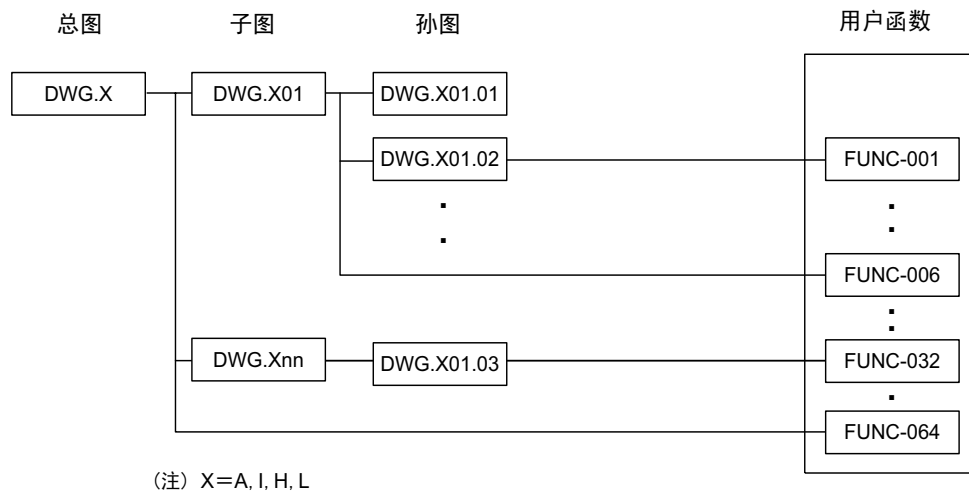 总图 子图 孙图 用户函数
DWG.X DWG.X01 DWG.X01.01
DWG.X01.02 FUNC-001
FUNC-006
DWG.Xnn DWG.X01.03 FUNC-032
FUNC-064
（注）X＝A, I, H, L